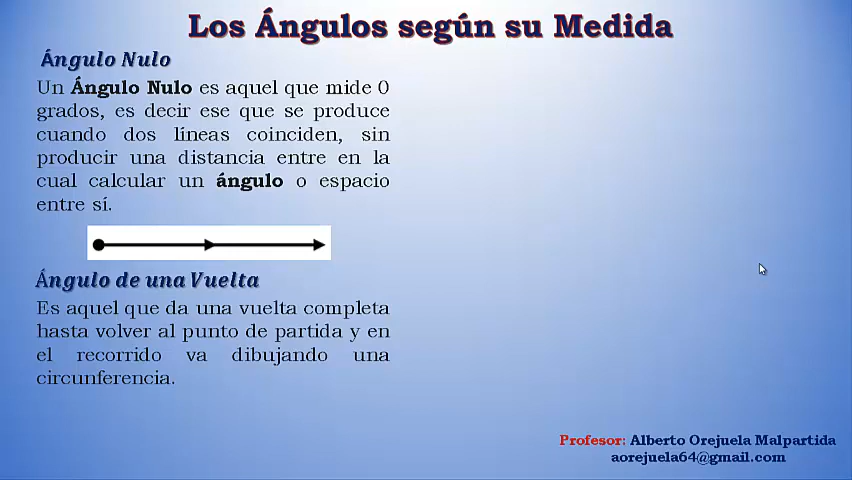 Los Ángulos según su Medida
Ángulo Nulo
Un Ángulo Nulo es aquel que mide 0
grados, es decir ese que se produce
cuando dos líneas coinciden, sin
producir una distancia entre en la
cual calcular un ángulo o espacio
entre sí.
Ángulo de una Vuelta
Es aquel que da una vuelta completa
hasta volver al punto de partida y en
el recorrido va dibujando una
circunferencia.
Profesor: Alberto Orejuela Malpartida
aorejuela64@gmail.com